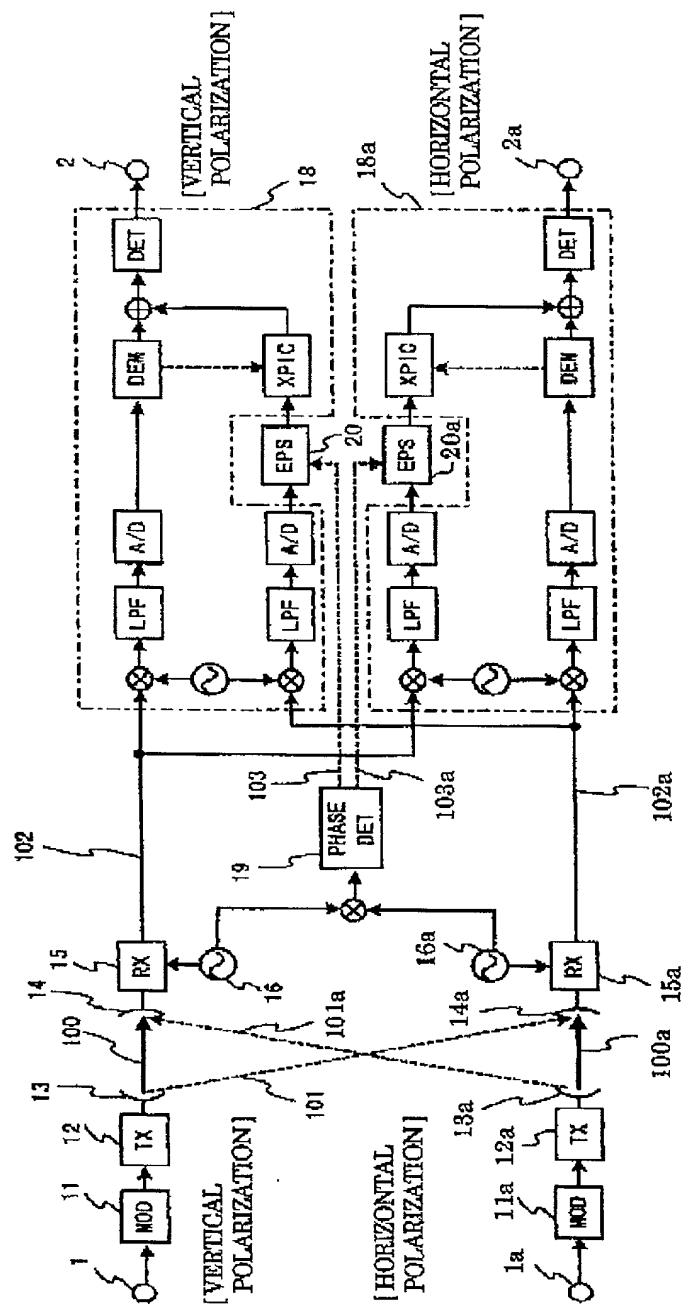 1
MOD
11
TX
12
13
100
14
RX
15
102
[VERTICAL
POLARIZATION]
101
101a
16
16a
19
PHASE
DET
103
103a
LPF
A/D
DEM
DET
2
[VERTICAL
POLARIZATION]
18
LPF
A/D
EPS
20
XPIC
LPF
A/D
EPS
20a
XPIC
18a
[HORIZONTAL
POLARIZATION]
2a
LPF
A/D
DEM
DET
[HORIZONTAL
POLARIZATION]
1a
MOD
11a
TX
12a
13a
100a
14a
RX
15a
102a